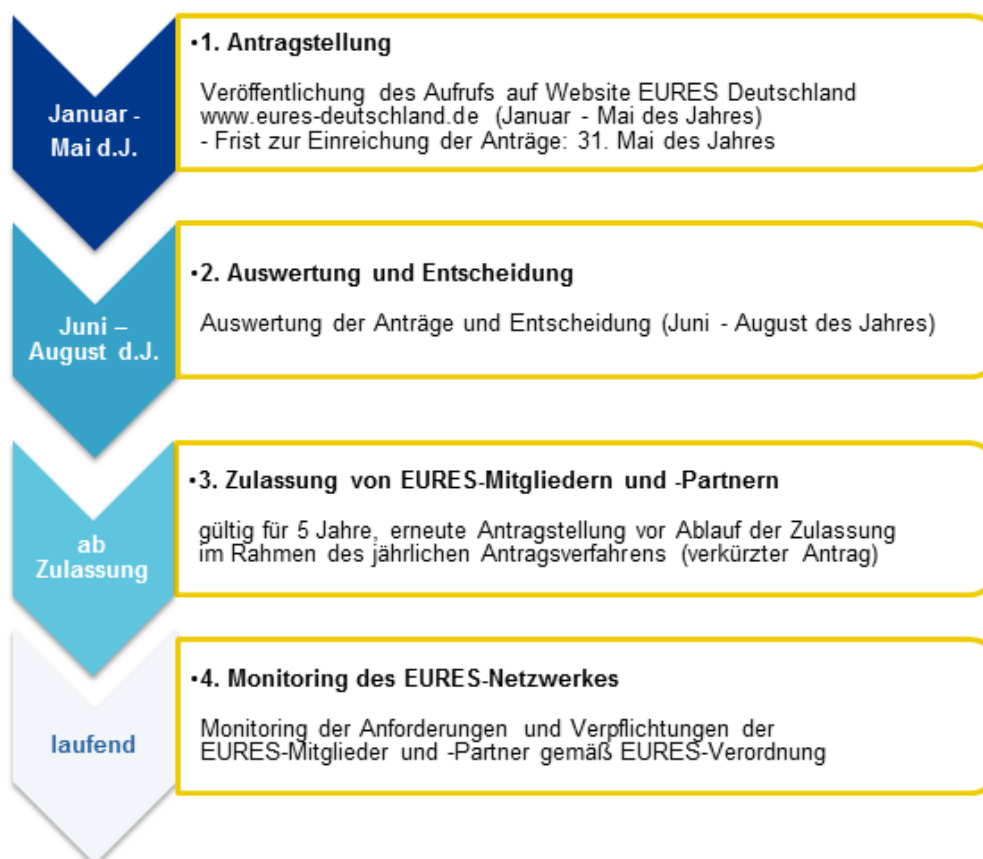 Januar -
Mai d.J.
•1. Antragstellung
Veröffentlichung des Aufrufs auf Website EURES Deutschland
www.eures-deutschland.de (Januar - Mai des Jahres)
- Frist zur Einreichung der Anträge: 31. Mai des Jahres
Juni –
August d.J.
•2. Auswertung und Entscheidung
Auswertung der Anträge und Entscheidung (Juni - August des Jahres)
ab
Zulassung
•3. Zulassung von EURES-Mitgliedern und -Partnern
gültig für 5 Jahre, erneute Antragstellung vor Ablauf der Zulassung
im Rahmen des jährlichen Antragsverfahrens (verkürzter Antrag)
laufend
•4. Monitoring des EURES-Netzwerkes
Monitoring der Anforderungen und Verpflichtungen der
EURES-Mitglieder und -Partner gemäß EURES-Verordnung